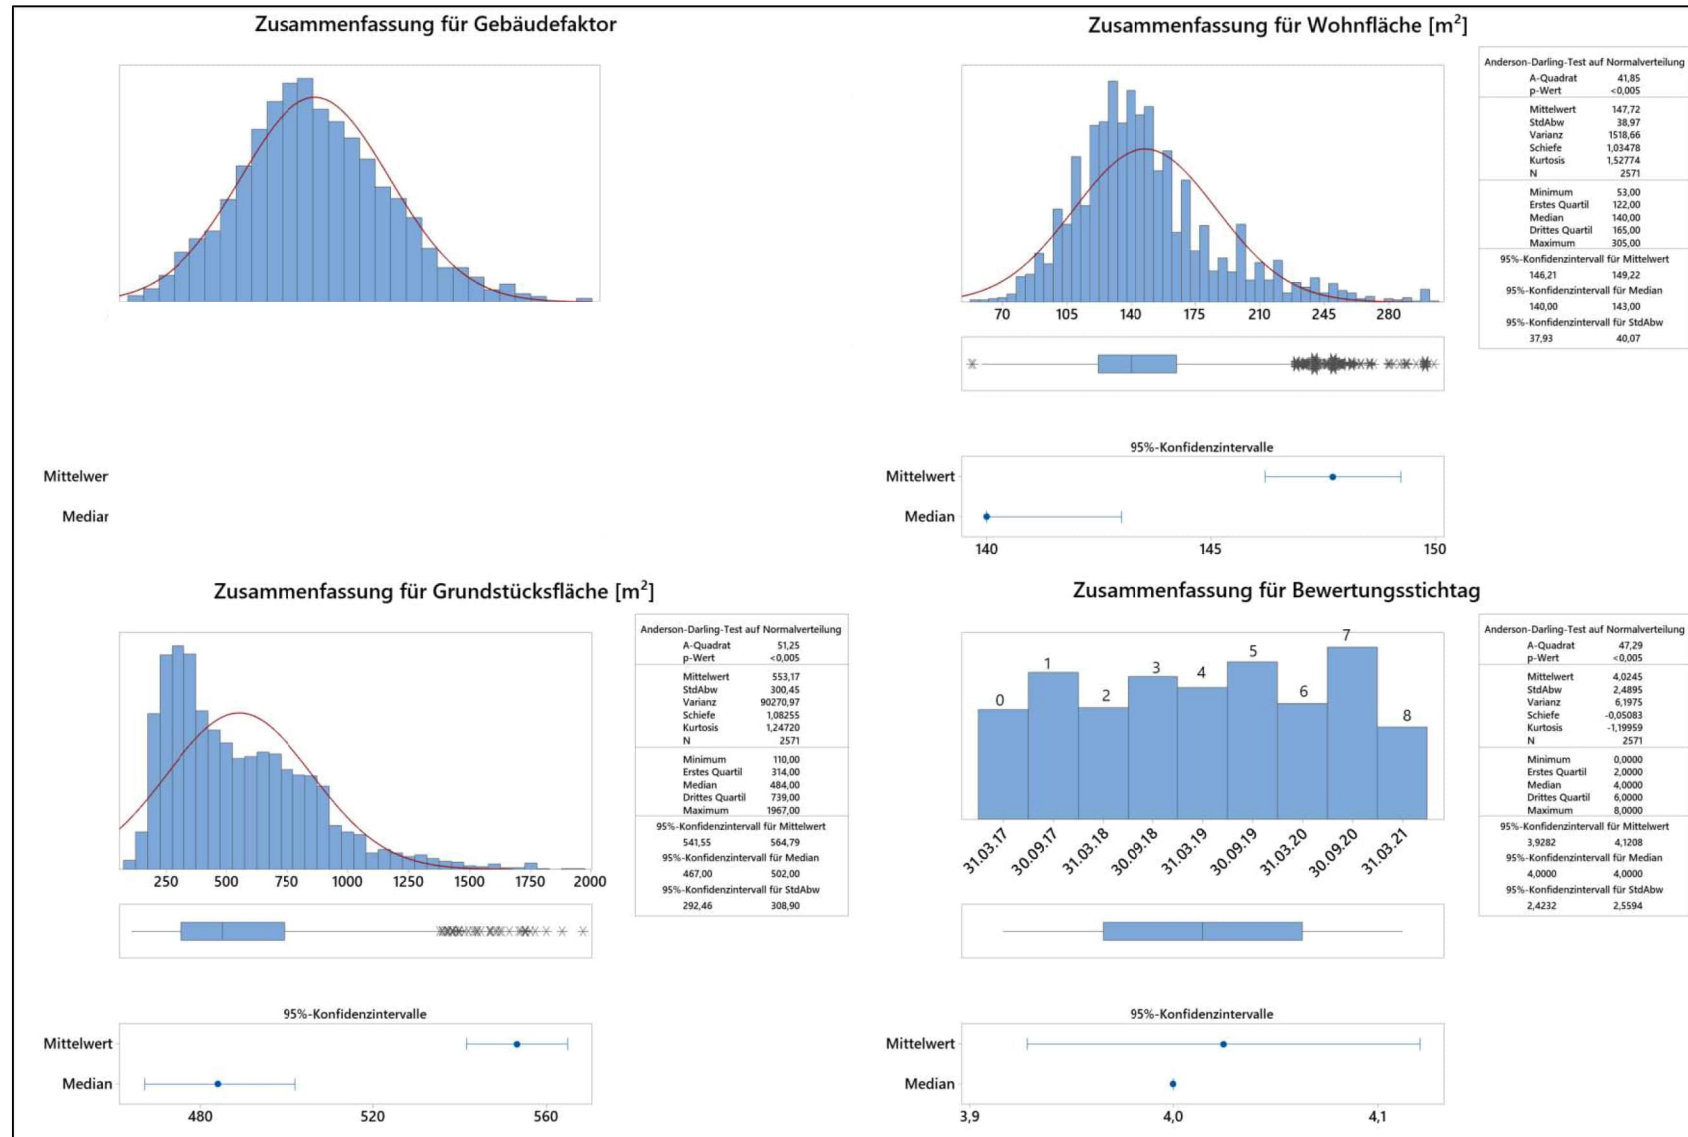 Zusammenfassung für Gebäudefaktor
Mittelwer
Median
Zusammenfassung für Wohnfläche [m²]
70 105 140 175 210 245 280
Anderson-Darling-Test auf Normalverteilung
A-Quadrat 41,85
p-Wert <0,005
Mittelwert 147,72
StdAbw 38,97
Varianz 1518,66
Schiefe 1,03478
Kurtosis 1,52774
N 2571
Minimum 53,00
Erstes Quartil 122,00
Median 140,00
Drittes Quartil 165,00
Maximum 305,00
95%-Konfidenzintervall für Mittelwert
146,21 149,22
95%-Konfidenzintervall für Median
140,00 143,00
95%-Konfidenzintervall für StdAbw
37,93 40,07
95%-Konfidenzintervalle
Mittelwert
Median
140 145 150
Zusammenfassung für Grundstücksfläche [m²]
250 500 750 1000 1250 1500 1750 2000
Anderson-Darling-Test auf Normalverteilung
A-Quadrat 51,25
p-Wert <0,005
Mittelwert 553,17
StdAbw 300,45
Varianz 90270,97
Schiefe 1,08255
Kurtosis 1,24720
N 2571
Minimum 110,00
Erstes Quartil 314,00
Median 484,00
Drittes Quartil 739,00
Maximum 1967,00
95%-Konfidenzintervall für Mittelwert
541,55 564,79
95%-Konfidenzintervall für Median
467,00 502,00
95%-Konfidenzintervall für StdAbw
292,46 308,90
95%-Konfidenzintervalle
Mittelwert
Median
480 520 560
Zusammenfassung für Bewertungsstichtag
0 1 2 3 4 5 6 7 8
31.03.17 30.09.17 31.03.18 30.09.18 31.03.19 30.09.19 31.03.20 30.09.20 31.03.21
Anderson-Darling-Test auf Normalverteilung
A-Quadrat 47,29
p-Wert <0,005
Mittelwert 4,0245
StdAbw 2,4895
Varianz 6,1975
Schiefe -0,05083
Kurtosis -1,19959
N 2571
Minimum 0,0000
Erstes Quartil 2,0000
Median 4,0000
Drittes Quartil 6,0000
Maximum 8,0000
95%-Konfidenzintervall für Mittelwert
3,9282 4,1208
95%-Konfidenzintervall für Median
4,0000 4,0000
95%-Konfidenzintervall für StdAbw
2,4232 2,5594
95%-Konfidenzintervalle
Mittelwert
Median
3,9 4,0 4,1